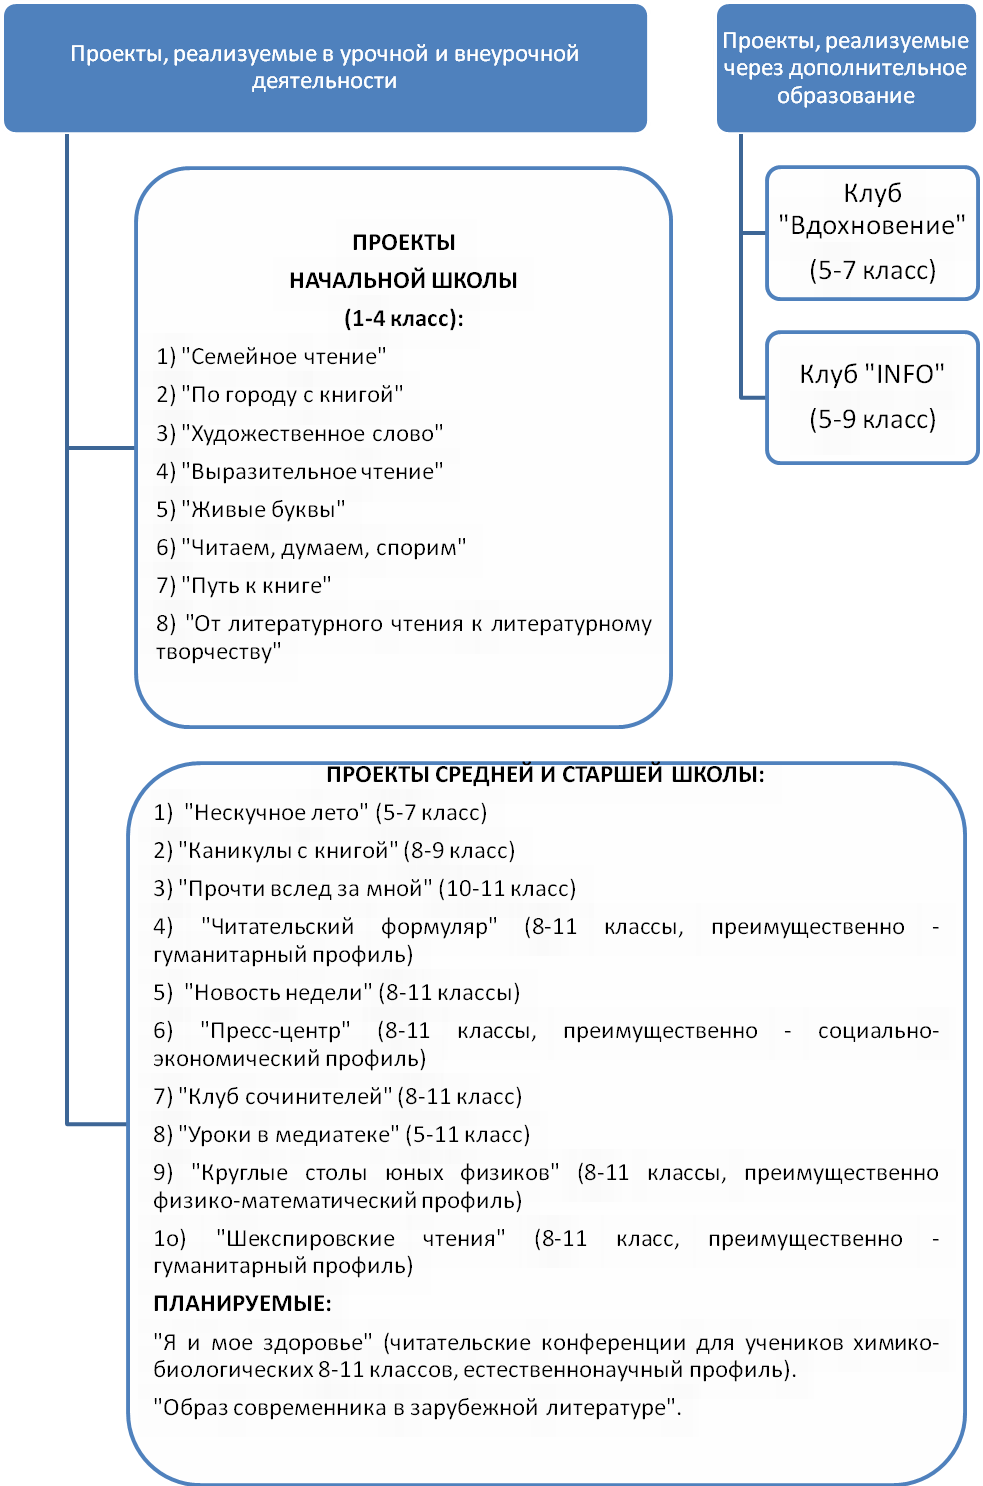 Проекты, реализуемые в урочной и внеурочной
деятельности
Проекты, реализуемые
через дополнительное
образование
Клуб
"Вдохновение"
(5-7 класс)
Клуб "INFO"
(5-9 класс)
ПРОЕКТЫ
НАЧАЛЬНОЙ ШКОЛЫ
(1-4 класс):
1) "Семейное чтение"
2) "По городу с книгой"
3) "Художественное слово"
4) "Выразительное чтение"
5) "Живые буквы"
6) "Читаем, думаем, спорим"
7) "Путь к книге"
8) "От литературного чтения к литературному
творчеству"
ПРОЕКТЫ СРЕДНЕЙ И СТАРШЕЙ ШКОЛЫ:
1) "Нескучное лето" (5-7 класс)
2) "Каникулы с книгой" (8-9 класс)
3) "Прочти вслед за мной" (10-11 класс)
4) "Читательский формуляр" (8-11 классы, преимущественно -
гуманитарный профиль)
5) "Новость недели" (8-11 классы)
6) "Пресс-центр" (8-11 классы, преимущественно - социально-
экономический профиль)
7) "Клуб сочинителей" (8-11 класс)
8) "Уроки в медиатеке" (5-11 класс)
9) "Круглые столы юных физиков" (8-11 классы, преимущественно
физико-математический профиль)
1о) "Шекспировские чтения" (8-11 класс, преимущественно -
гуманитарный профиль)
ПЛАНИРУЕМЫЕ:
"Я и мое здоровье" (читательские конференции для учеников химико-
биологических 8-11 классов, естественнонаучный профиль).
"Образ современника в зарубежной литературе".